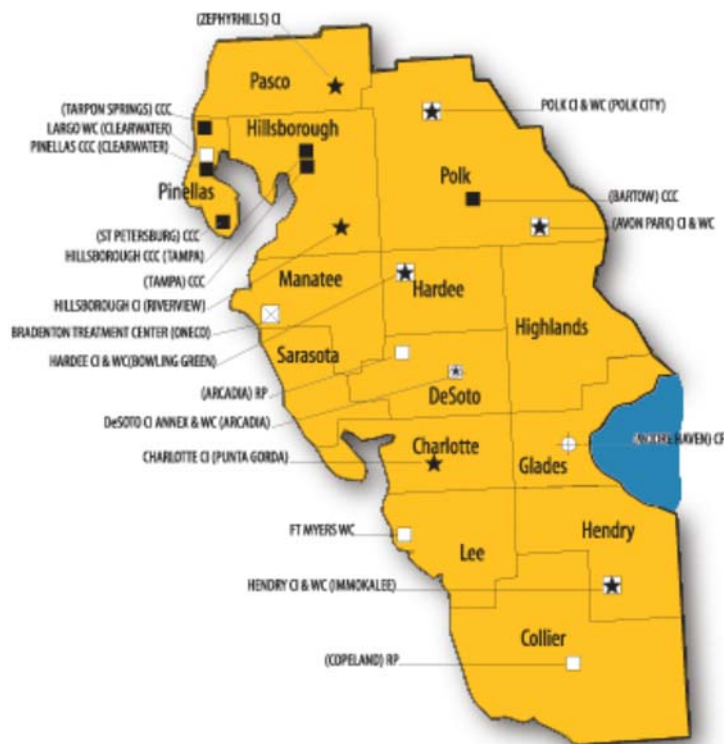 (ZEPHYRHILLS) CI
Pasco
(TARPON SPRINGS) CCC
LARGO WC (CLEARWATER)
PINELLAS CCC (CLEARWATER)
Hillsborough
POLK CI & WC (POLK CITY)
Pinellas
Polk
(BARTOW) CCC
(AVON PARK) CI & WC
(ST PETERSBURG) CCC
HILLSBOROUGH CCC (TAMPA)
(TAMPA) CCC
HILLSBOROUGH CI (RIVERVIEW)
BRADENTON TREATMENT CENTER (ONECO)
HARDEE CI & WC(BOWLING GREEN)
Manatee
Hardee
Highlands
Sarasota
(ARCADIA) RP
DeSOTO CI ANNEX & WC (ARCADIA)
DeSoto
CHARLOTTE CI (PUNTA GORDA)
Charlotte
Glades
(MOORE HAVEN) CF
FT MYERS WC
Lee
Hendry
HENDRY CI & WC (IMMOKALEE)
Collier
(COPELAND) RP